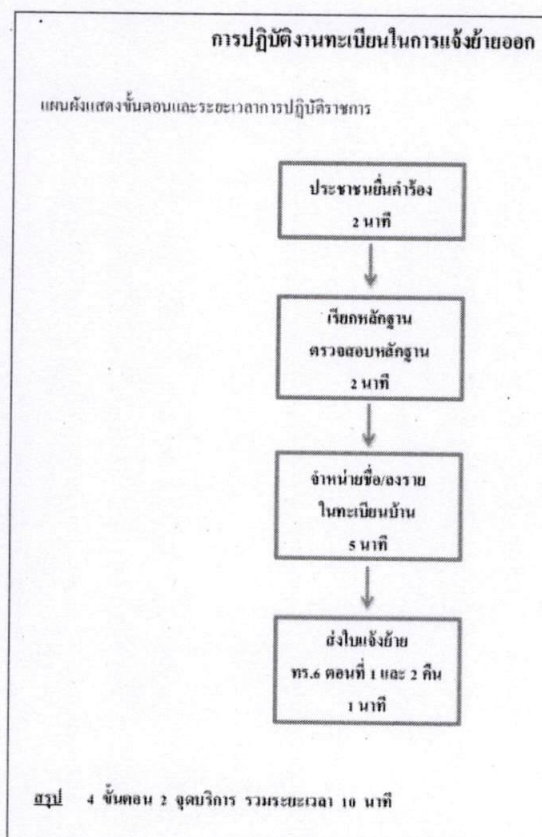 การปฏิบัติงานทะเบียนในการแจ้งย้ายออก
แผนผังแสดงขั้นตอนและระยะเวลาการปฏิบัติราชการ
ประชาชนยื่นคำร้อง
2 นาที
เรียกหลักฐาน
ตรวจสอบหลักฐาน
2 นาที
จำหน่ายชื่อ/ลงราย
ในทะเบียนบ้าน
5 นาที
ส่งใบแจ้งย้าย
ทร.6 ตอนที่ 1 และ 2 คืน
1 นาที
สรุป 4 ขั้นตอน 2 จุดบริการ รวมระยะเวลา 10 นาที